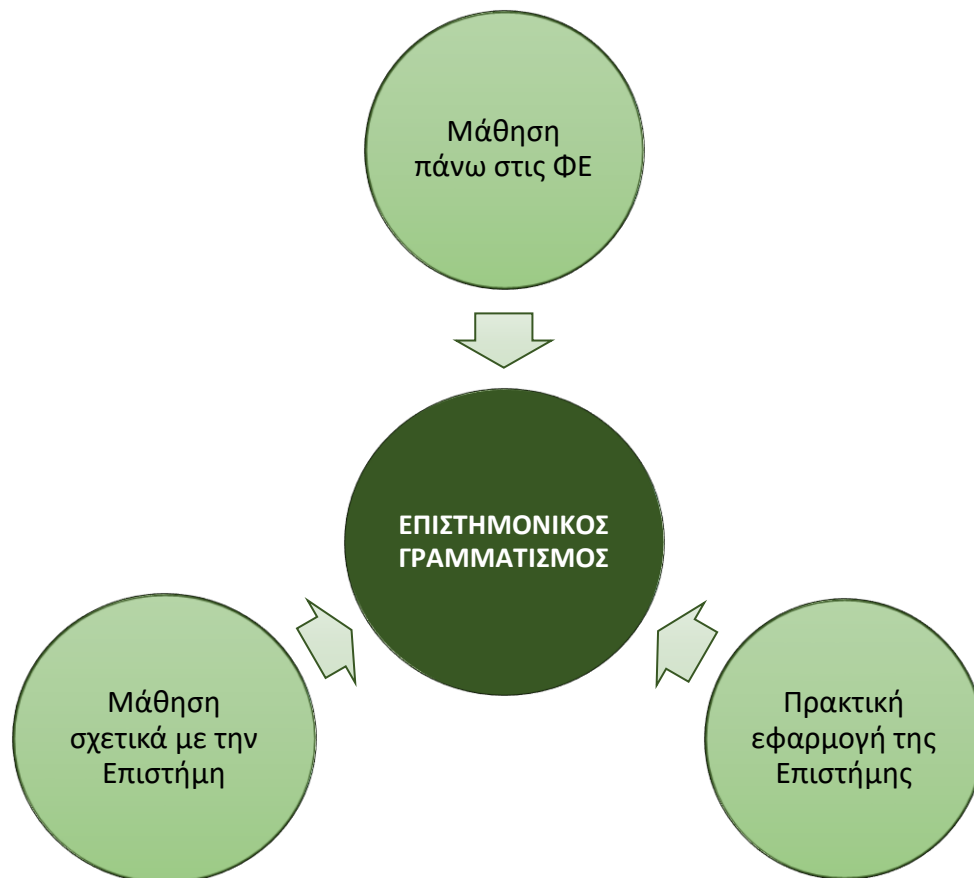 Μάθηση
πάνω στις ΦΕ
ΕΠΙΣΤΗΜΟΝΙΚΟΣ
ΓΡΑΜΜΑΤΙΣΜΟΣ
Μάθηση
σχετικά με την
Επιστήμη
Πρακτική
εφαρμογή της
Επιστήμης